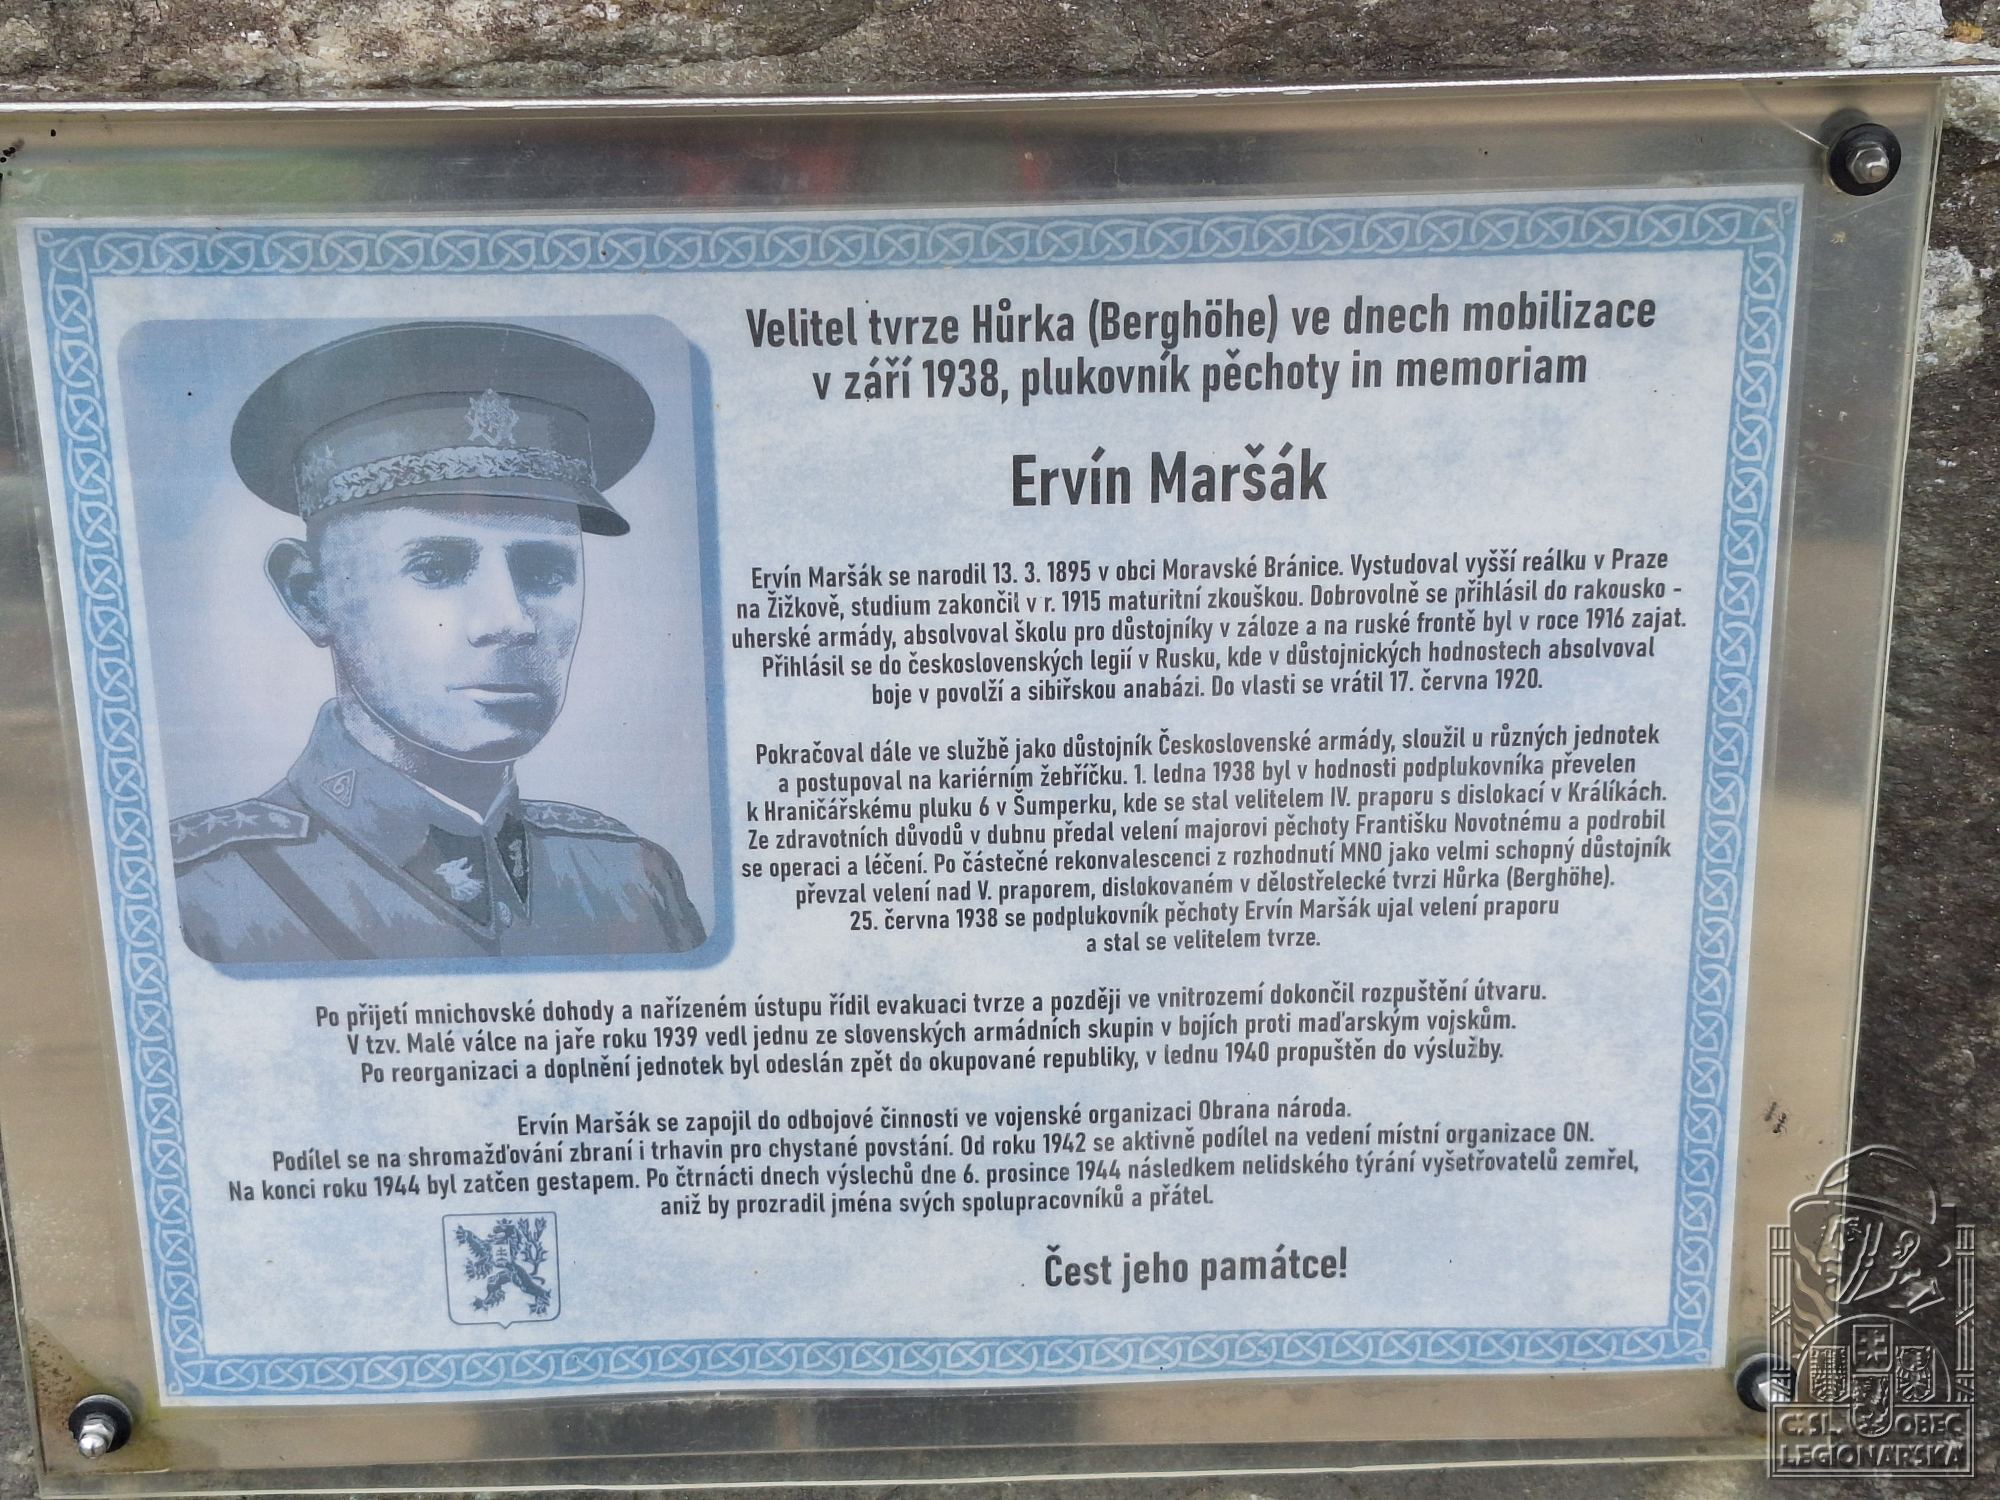 Velitel tvrze Hůrka (Berghöhe) ve dnech mobilizace
v září 1938, plukovník pěchoty in memoriam
Ervín Maršák
Ervín Maršák se narodil 13. 3. 1895 v obci Moravské Bránice. Vystudoval vyšší reálku v Praze
na Žižkově, studium zakončil v r. 1915 maturitní zkouškou. Dobrovolně se přihlásil do rakousko -
uherské armády, absolvoval školu pro důstojníky v záloze a na ruské frontě byl v roce 1916 zajat.
Přihlásil se do československých legií v Rusku, kde v důstojnických hodnostech absolvoval
boje v povolží a sibiřskou anabázi. Do vlasti se vrátil 17. června 1920.
Pokračoval dále ve službě jako důstojník Československé armády, sloužil u různých jednotek
a postupoval na kariérním žebříčku. 1. ledna 1938 byl v hodnosti podplukovníka převelen
k Hraničářskému pluku 6 v Šumperku, kde se stal velitelem IV. praporu s dislokací v Králíkách.
Ze zdravotních důvodů v dubnu předal velení majorovi pěchoty Františku Novotnému a podrobil
se operaci a léčení. Po částečné rekonvalescenci z rozhodnutí MNO jako velmi schopný důstojník
převzal velení nad V. praporem, dislokovaném v dělostřelecké tvrzi Hůrka (Berghöhe).
25. června 1938 se podplukovník pěchoty Ervín Maršák ujal velení praporu
a stal se velitelem tvrze.
Po přijetí mnichovské dohody a nařízeném ústupu řídil evakuaci tvrze a později ve vnitrozemí dokončil rozpuštění útvaru.
V tzv. Malé válce na jaře roku 1939 vedl jednu ze slovenských armádních skupin v bojích proti maďarským vojskům.
Po reorganizaci a doplnění jednotek byl odeslán zpět do okupované republiky, v lednu 1940 propuštěn do výslužby.
Ervín Maršák se zapojil do odbojové činnosti ve vojenské organizaci Obrana národa.
Podílel se na shromažďování zbraní i trhavin pro chystané povstání. Od roku 1942 se aktivně podílel na vedení místní organizace ON.
Na konci roku 1944 byl zatčen gestapem. Po čtrnácti dnech výslechů dne 6. prosince 1944 následkem nelidského týrání vyšetřovatelů zemřel,
aniž by prozradil jména svých spolupracovníků a přátel.
Čest jeho památce!
6
Č. SL. OBEC
LEGIONÁŘSKÁ